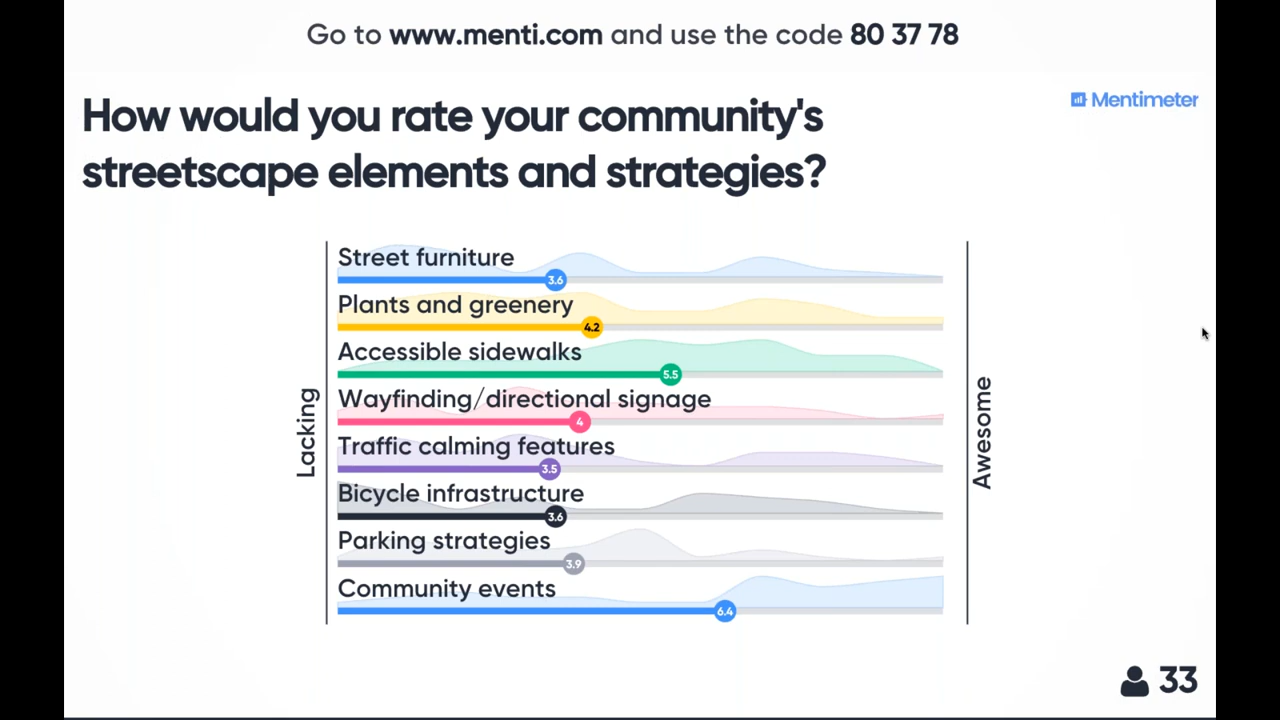 Go to www.menti.com and use the code 80 37 78
Mentimeter
How would you rate your community's
streetscape elements and strategies?
Lacking
Street furniture
3.6
Plants and greenery
4.2
Accessible sidewalks
5.5
Wayfinding/directional signage
4
Traffic calming features
3.5
Bicycle infrastructure
3.6
Parking strategies
3.9
Community events
6.4
Awesome
33